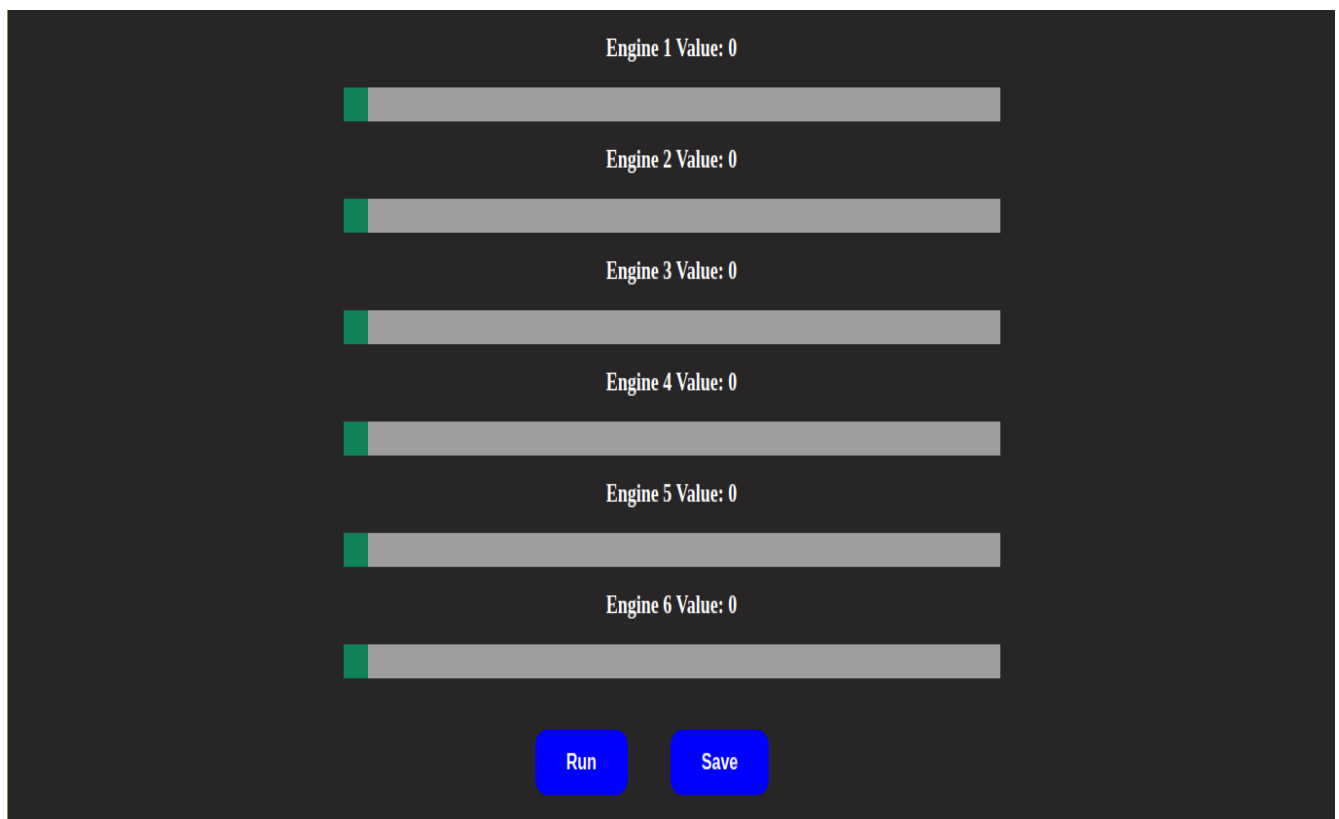 Engine 1 Value: 0
Engine 2 Value: 0
Engine 3 Value: 0
Engine 4 Value: 0
Engine 5 Value: 0
Engine 6 Value: 0
Run Save